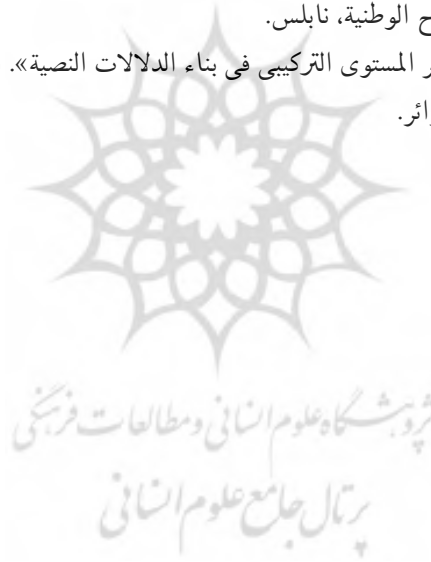 ح الوطنية، نابلس.
ر المستوى التركيبي في بناء الدلالات النصية».
ائر.
پژوهشگاه علوم انسانی و مطالعات فرهنگی
پرتال جامع علوم انسانی